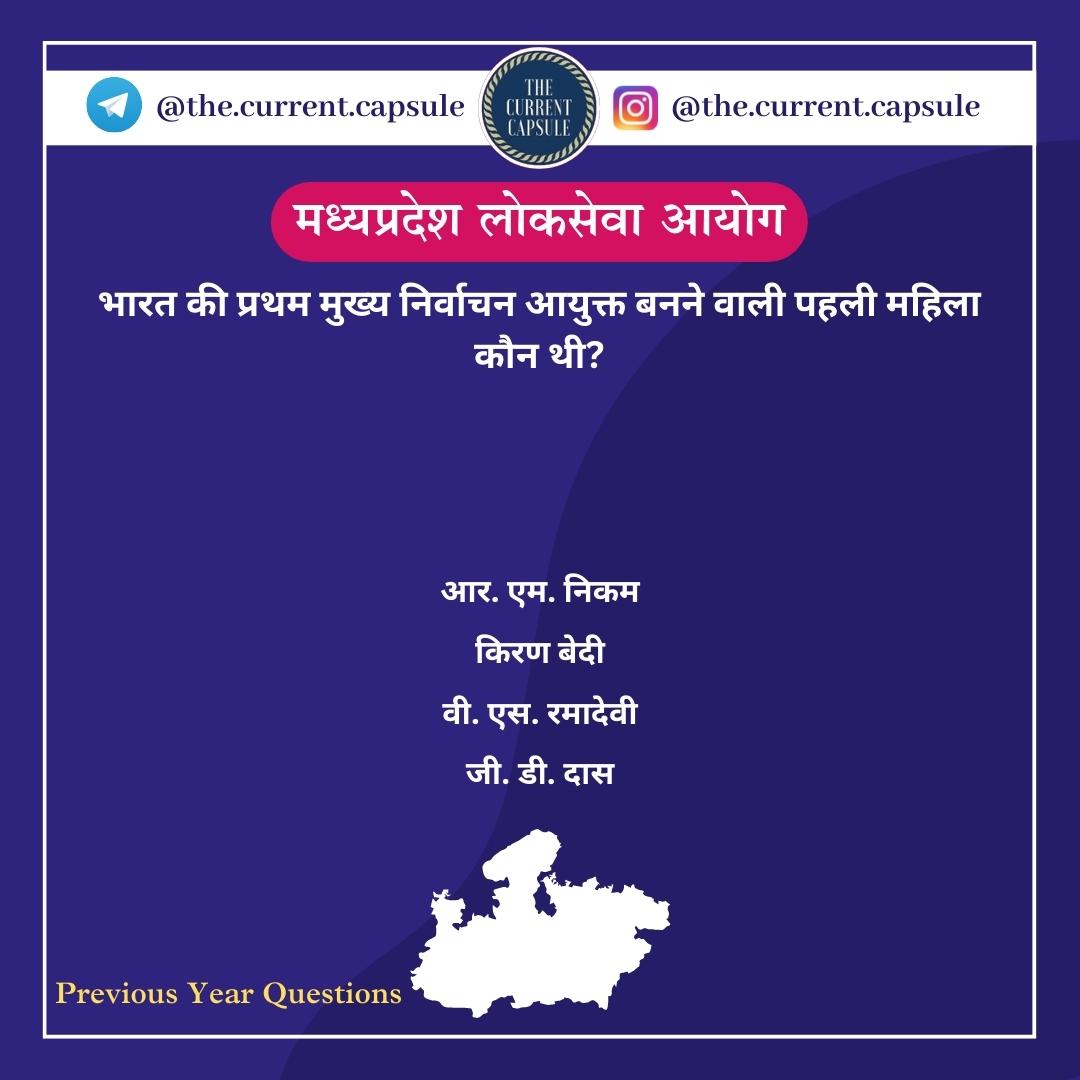 @the.current.capsule
THE
CURRENT
CAPSULE
@the.current.capsule
मध्यप्रदेश लोकसेवा आयोग
भारत की प्रथम मुख्य निर्वाचन आयुक्त बनने वाली पहली महिला
कौन थी?
आर. एम. निकम
किरण बेदी
वी. एस. रमादेवी
जी. डी. दास
Previous Year Questions